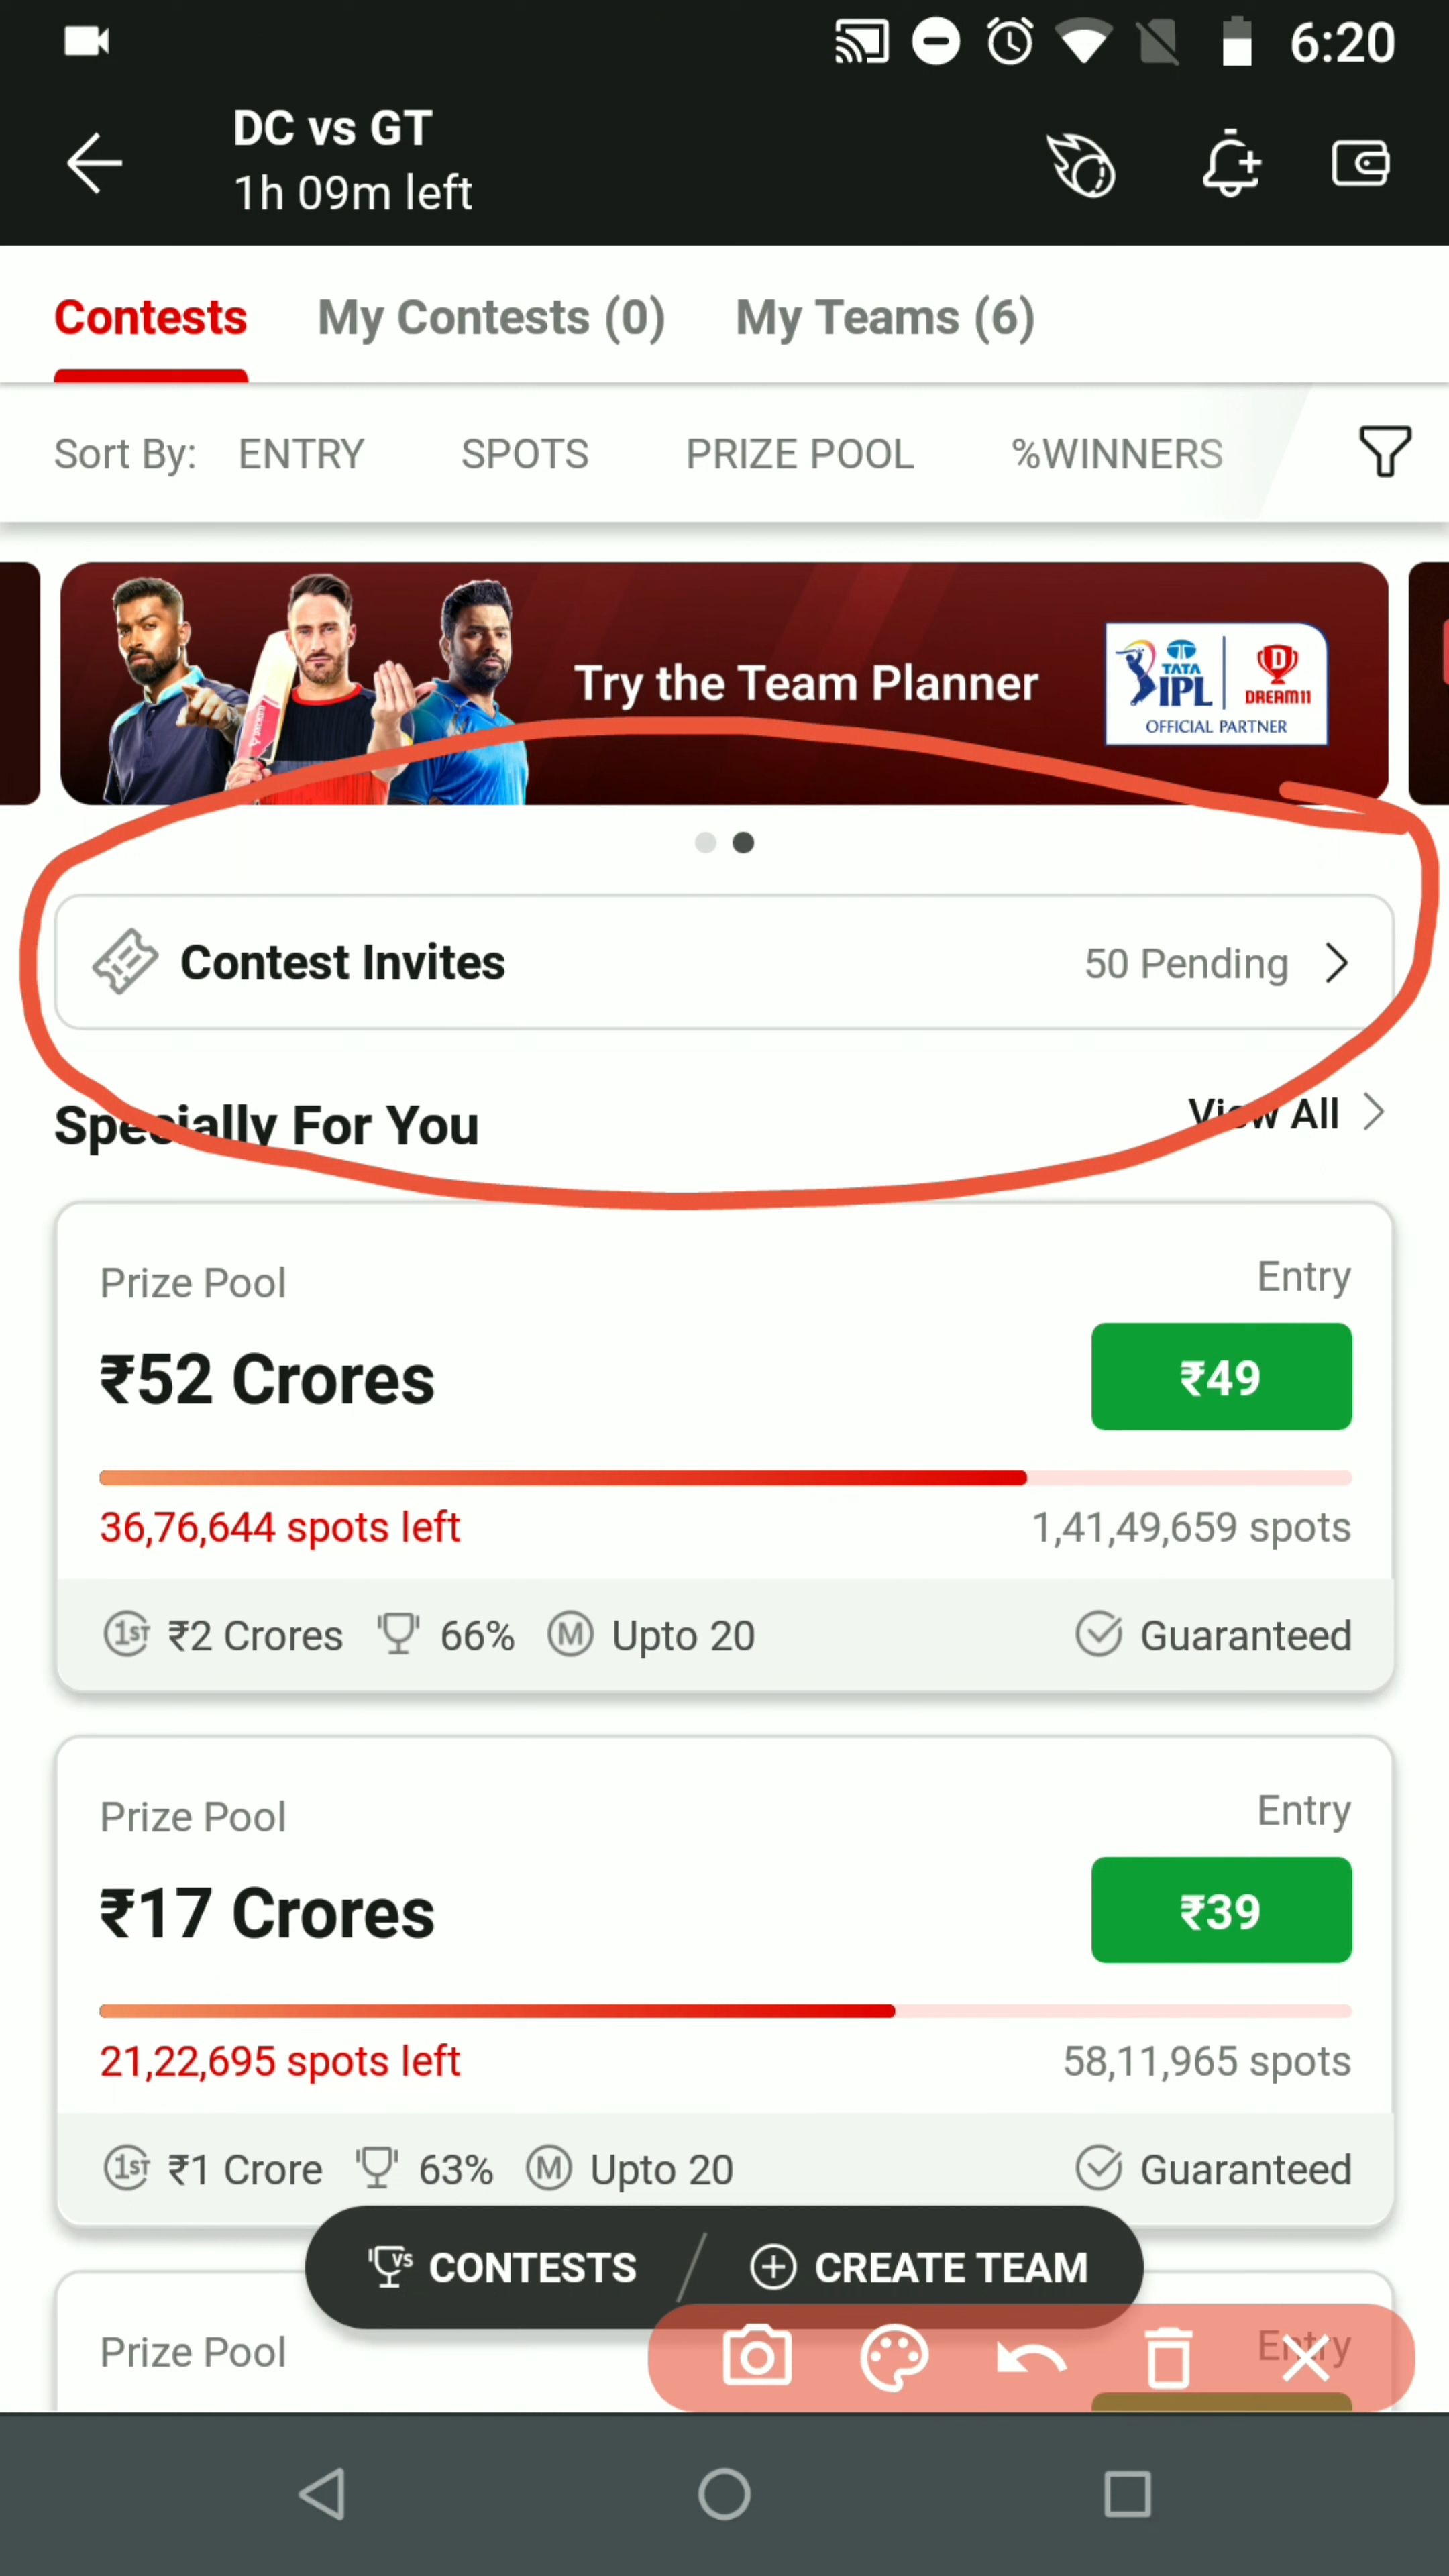 6:20
DC vs GT
1h 09m left
Contests My Contests (0) My Teams (6)
Sort By: ENTRY SPOTS PRIZE POOL %WINNERS
Try the Team Planner
TATA IPL DREAM11
OFFICIAL PARTNER
Contest Invites 50 Pending
Specially For You View All
Prize Pool Entry
₹52 Crores ₹49
36,76,644 spots left 1,41,49,659 spots
1ST ₹2 Crores 66% M Upto 20 Guaranteed
Prize Pool Entry
₹17 Crores ₹39
21,22,695 spots left 58,11,965 spots
1ST ₹1 Crore 63% M Upto 20 Guaranteed
VS CONTESTS CREATE TEAM
Prize Pool Entry